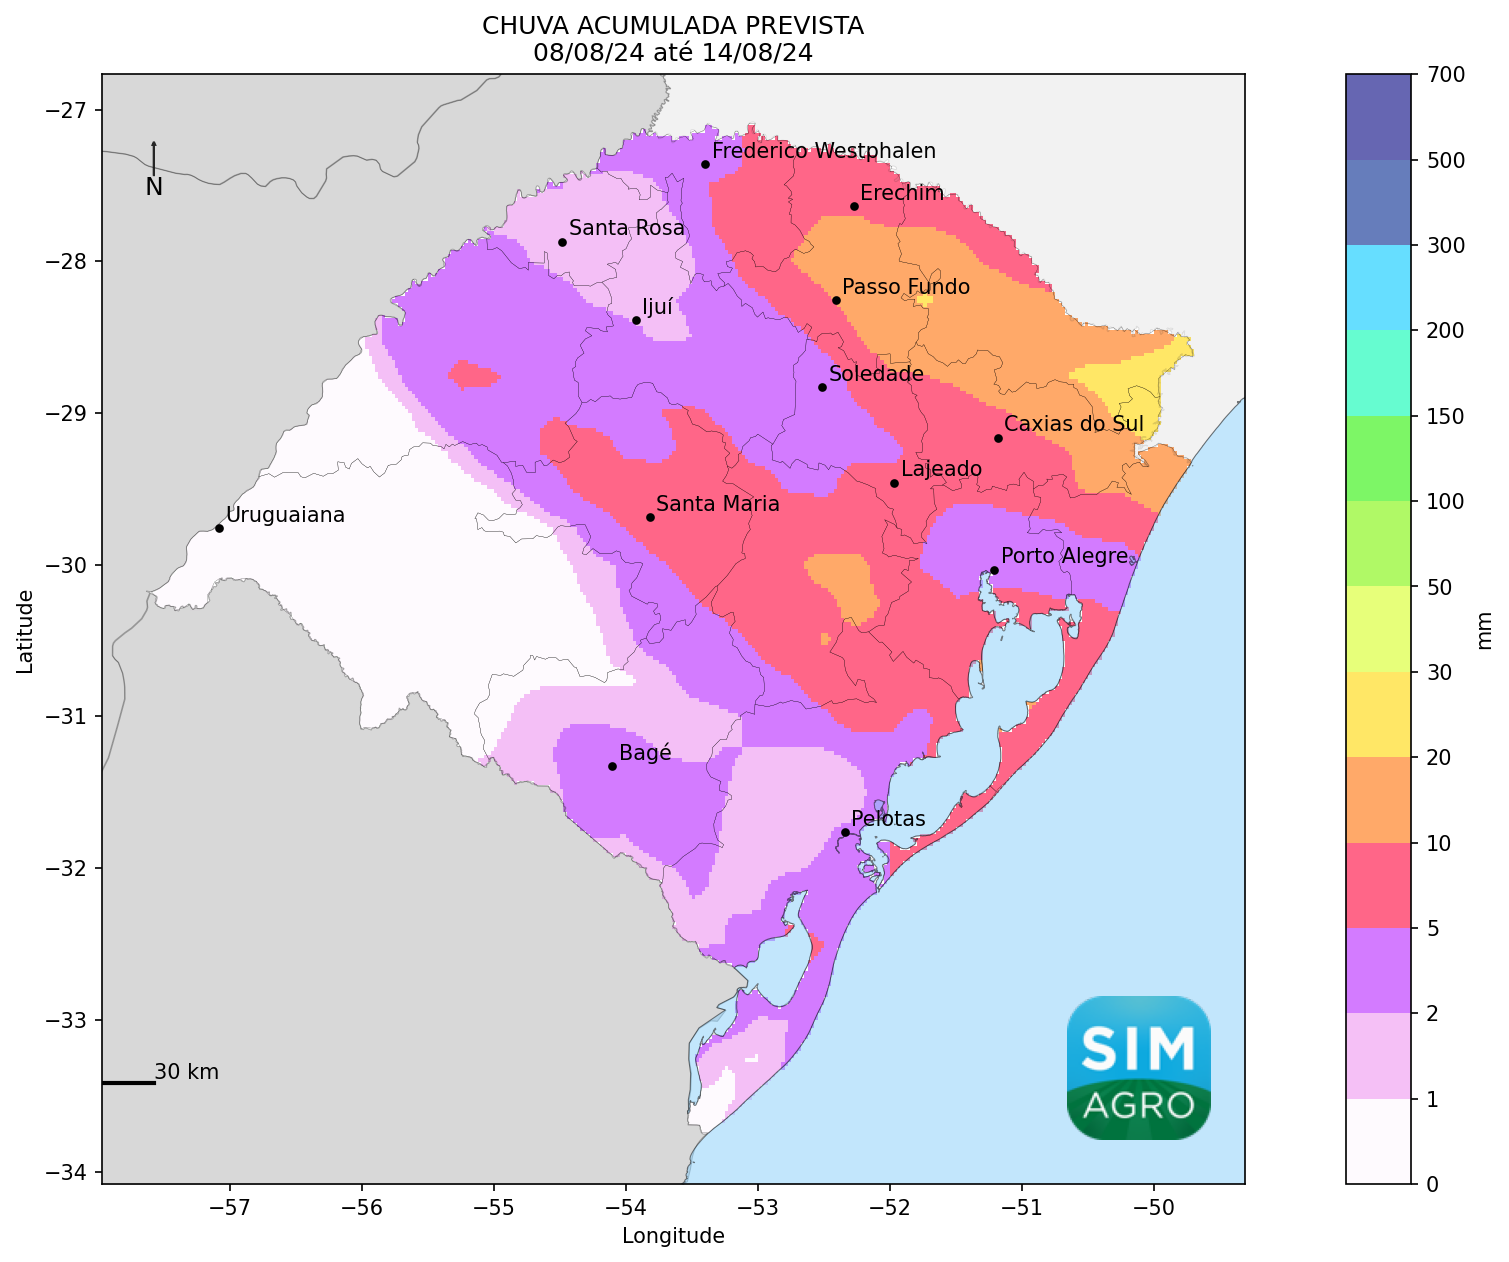 CHUVA ACUMULADA PREVISTA
08/08/24 até 14/08/24
−27
−28
−29
−30
−31
−32
−33
−34
Latitude
N
Frederico Westphalen
Erechim
Santa Rosa
Passo Fundo
Ijuí
Soledade
Caxias do Sul
Lajeado
Santa Maria
Uruguaiana
Porto Alegre
Bagé
Pelotas
30 km
SIM
AGRO
−57
−56
−55
−54
−53
−52
−51
−50
Longitude
700
500
300
200
150
100
50
30
20
10
5
2
1
0
mm